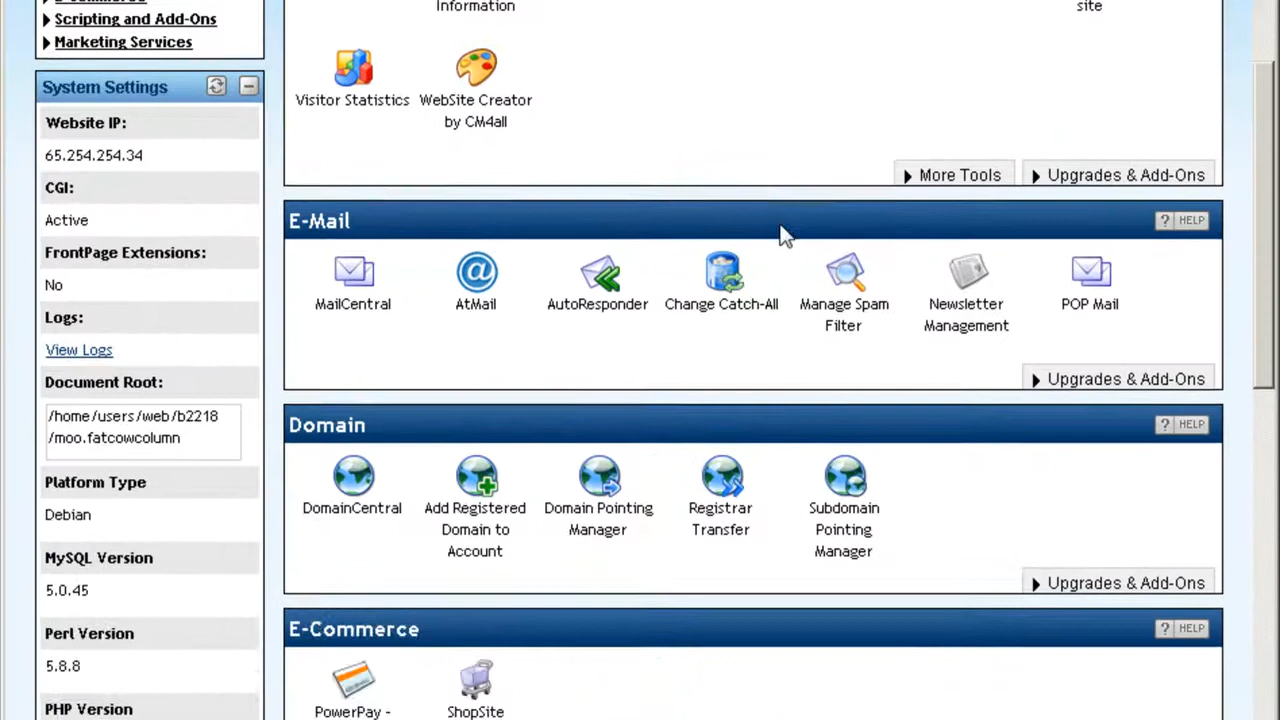 Scripting and Add-Ons
Marketing Services
System Settings
Website IP:
65.254.254.34
CGI:
Active
FrontPage Extensions:
No
Logs:
View Logs
Document Root:
/home/users/web/b2218
/moo.fatcowcolumn
Platform Type
Debian
MySQL Version
5.0.45
Perl Version
5.8.8
PHP Version
Information
site
Visitor Statistics
WebSite Creator
by CM4all
More Tools
Upgrades & Add-Ons
E-Mail
? HELP
MailCentral
AtMail
AutoResponder
Change Catch-All
Manage Spam
Filter
Newsletter
Management
POP Mail
Upgrades & Add-Ons
Domain
? HELP
DomainCentral
Add Registered
Domain to
Account
Domain Pointing
Manager
Registrar
Transfer
Subdomain
Pointing
Manager
Upgrades & Add-Ons
E-Commerce
? HELP
PowerPay -
ShopSite